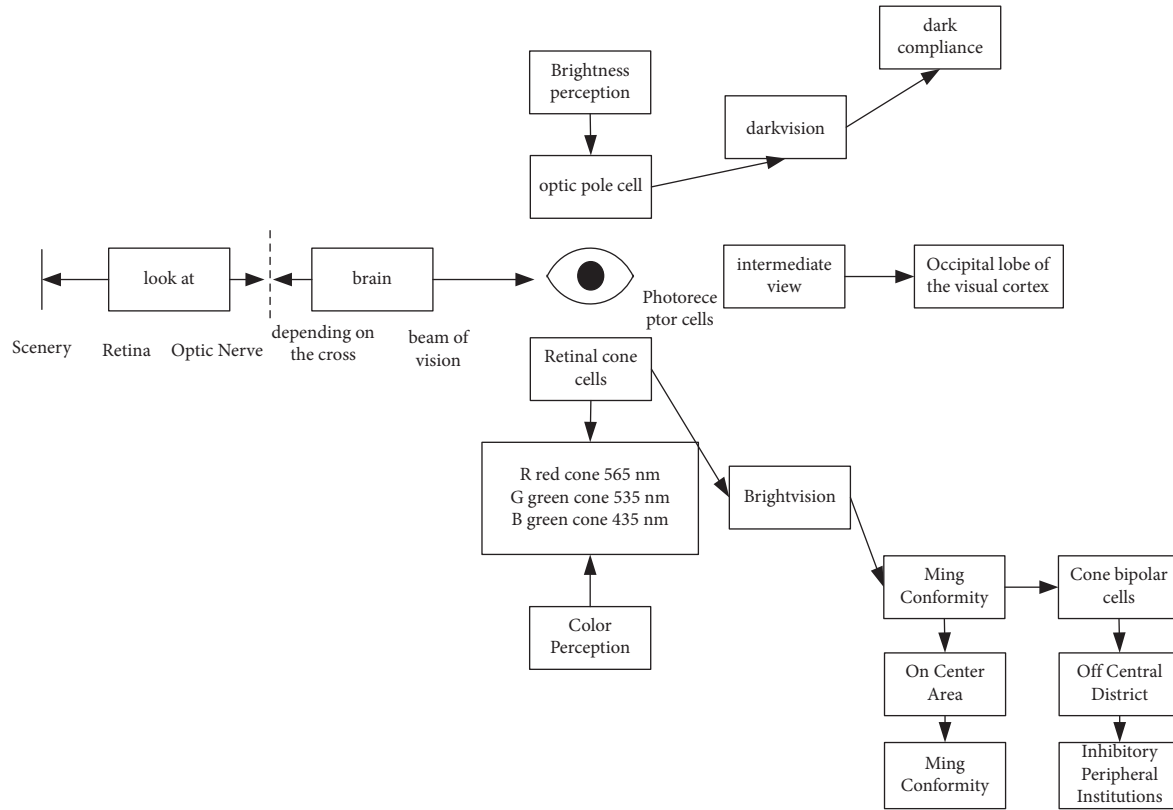 dark
compliance
Brightness
perception
darkvision
optic pole cell
look at
brain
intermediate
view
Occipital lobe of
the visual cortex
Photorece
ptor cells
Scenery
Retina
Optic Nerve
depending on
the cross
beam of
vision
Retinal cone
cells
R red cone 565 nm
G green cone 535 nm
B green cone 435 nm
Brightvision
Ming
Conformity
Cone bipolar
cells
Color
Perception
On Center
Area
Off Central
District
Ming
Conformity
Inhibitory
Peripheral
Institutions